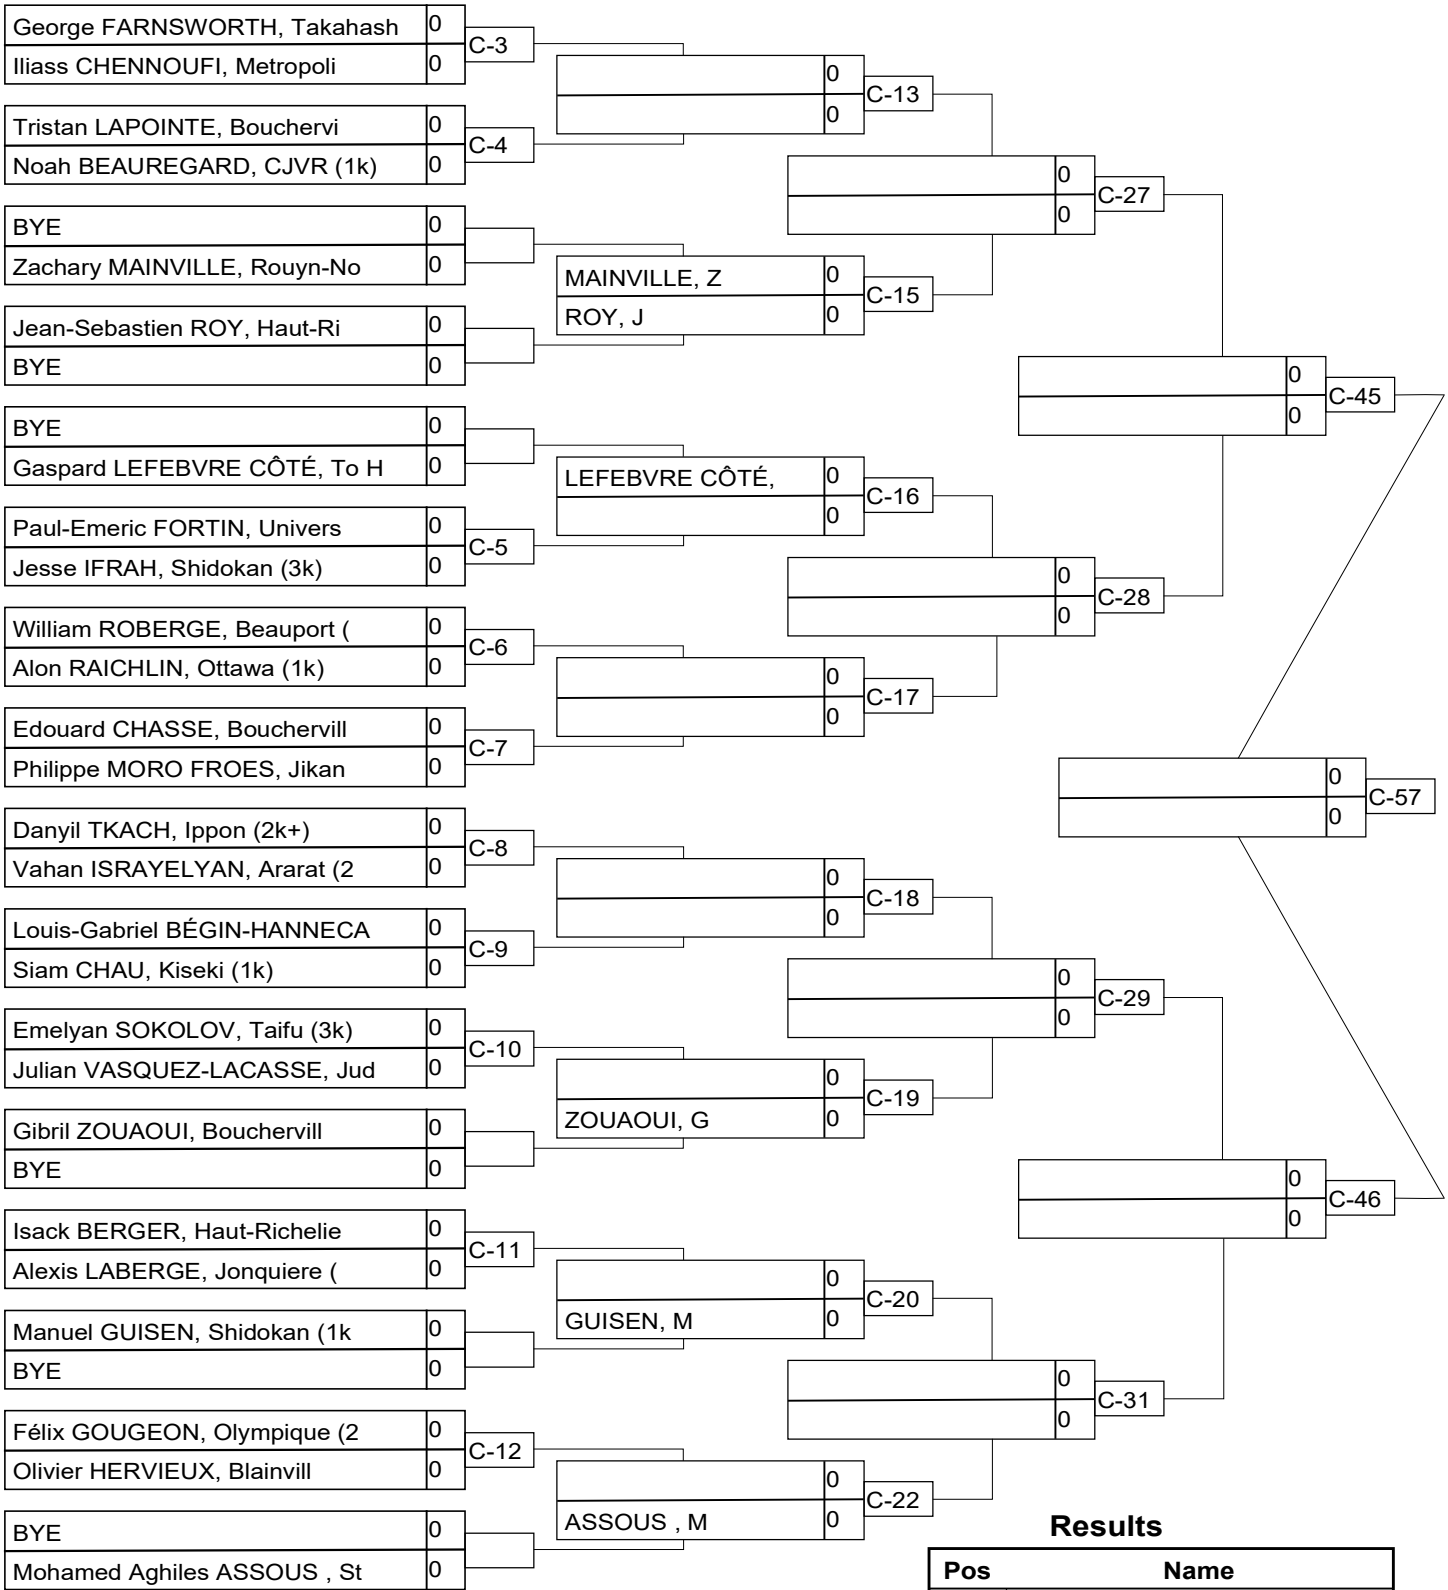 George FARNSWORTH, Takahash 0
Iliass CHENNOUFI, Metropoli 0
C-3
Tristan LAPOINTE, Bouchervi 0
Noah BEAUREGARD, CJVR (1k) 0
C-4
BYE 0
Zachary MAINVILLE, Rouyn-No 0
Jean-Sebastien ROY, Haut-Ri 0
BYE 0
BYE 0
Gaspard LEFEBVRE CÔTÉ, To H 0
Paul-Emeric FORTIN, Univers 0
Jesse IFRAH, Shidokan (3k) 0
C-5
William ROBERGE, Beauport ( 0
Alon RAICHLIN, Ottawa (1k) 0
C-6
Edouard CHASSE, Bouchervill 0
Philippe MORO FROES, Jikan 0
C-7
Danyil TKACH, Ippon (2k+) 0
Vahan ISRAYELYAN, Ararat (2 0
C-8
Louis-Gabriel BÉGIN-HANNECA 0
Siam CHAU, Kiseki (1k) 0
C-9
Emelyan SOKOLOV, Taifu (3k) 0
Julian VASQUEZ-LACASSE, Jud 0
C-10
Gibril ZOUAOUI, Bouchervill 0
BYE 0
Isack BERGER, Haut-Richelie 0
Alexis LABERGE, Jonquiere ( 0
C-11
Manuel GUISEN, Shidokan (1k 0
BYE 0
Félix GOUGEON, Olympique (2 0
Olivier HERVIEUX, Blainvill 0
C-12
BYE 0
Mohamed Aghiles ASSOUS , St 0
0
0
C-13
MAINVILLE, Z 0
ROY, J 0
C-15
LEFEBVRE CÔTÉ, 0
0
C-16
0
0
C-17
0
0
C-18
0
ZOUAOUI, G 0
C-19
0
GUISEN, M 0
C-20
0
ASSOUS , M 0
C-22
0
0
C-27
0
0
C-28
0
0
C-29
0
0
C-31
0
0
C-45
0
0
C-46
0
0
C-57
Results
Pos Name